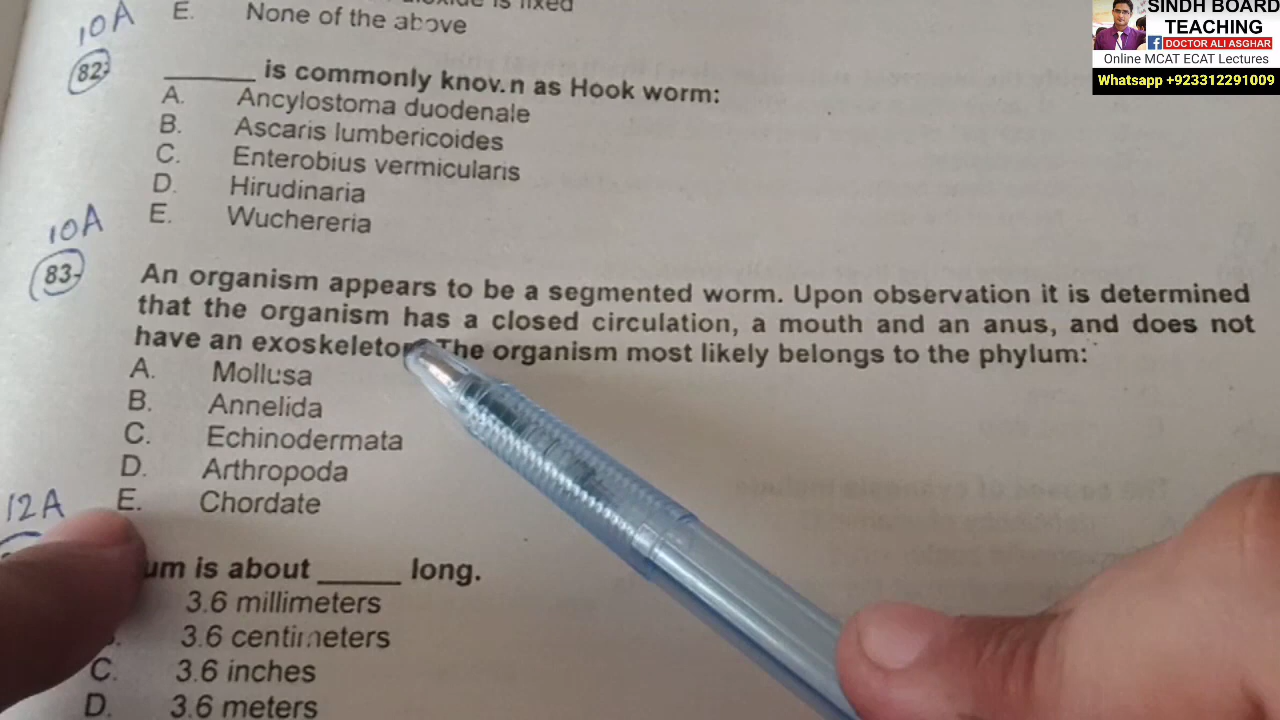 is fixed
10A
E. None of the above
82-
______ is commonly known as Hook worm:
A. Ancylostoma duodenale
B. Ascaris lumbericoides
C. Enterobius vermicularis
D. Hirudinaria
E. Wuchereria
10A
83-
An organism appears to be a segmented worm. Upon observation it is determined
that the organism has a closed circulation, a mouth and an anus, and does not
have an exoskeleton. The organism most likely belongs to the phylum:
A. Mollusa
B. Annelida
C. Echinodermata
D. Arthropoda
E. Chordate
12A
is about _____ long.
3.6 millimeters
3.6 centimeters
C. 3.6 inches
D. 3.6 meters
SINDH BOARD
TEACHING
f DOCTOR ALI ASGHAR
Online MCAT ECAT Lectures
Whatsapp +923312291009